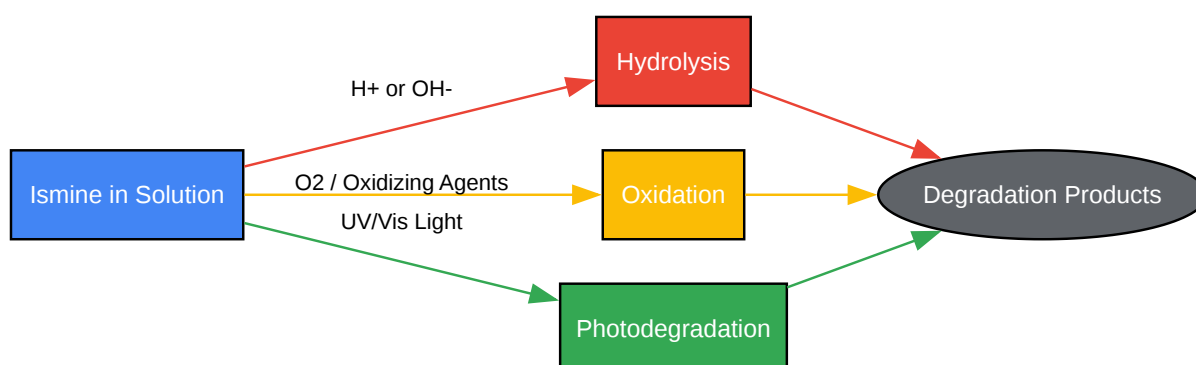 Hydrolysis
H+ or OH-
Ismine in Solution
O2 / Oxidizing Agents
Oxidation
Degradation Products
UV/Vis Light
Photodegradation